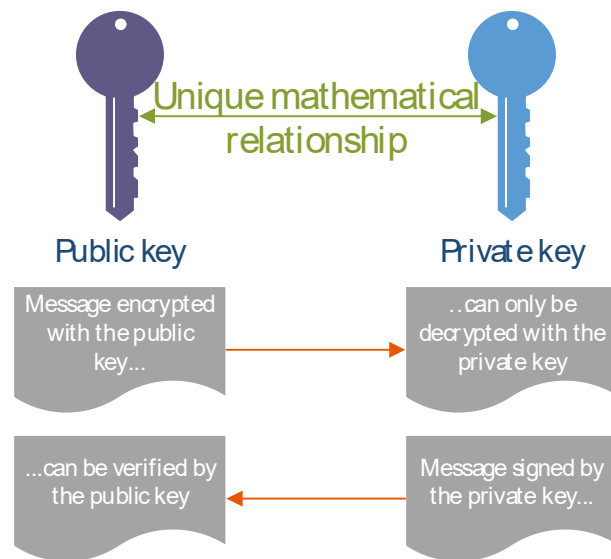 Unique mathematical
relationship
Public key
Private key
Message encrypted
with the public
key...
..can only be
decrypted with the
private key
...can be verified by
the public key
Message signed by
the private key...